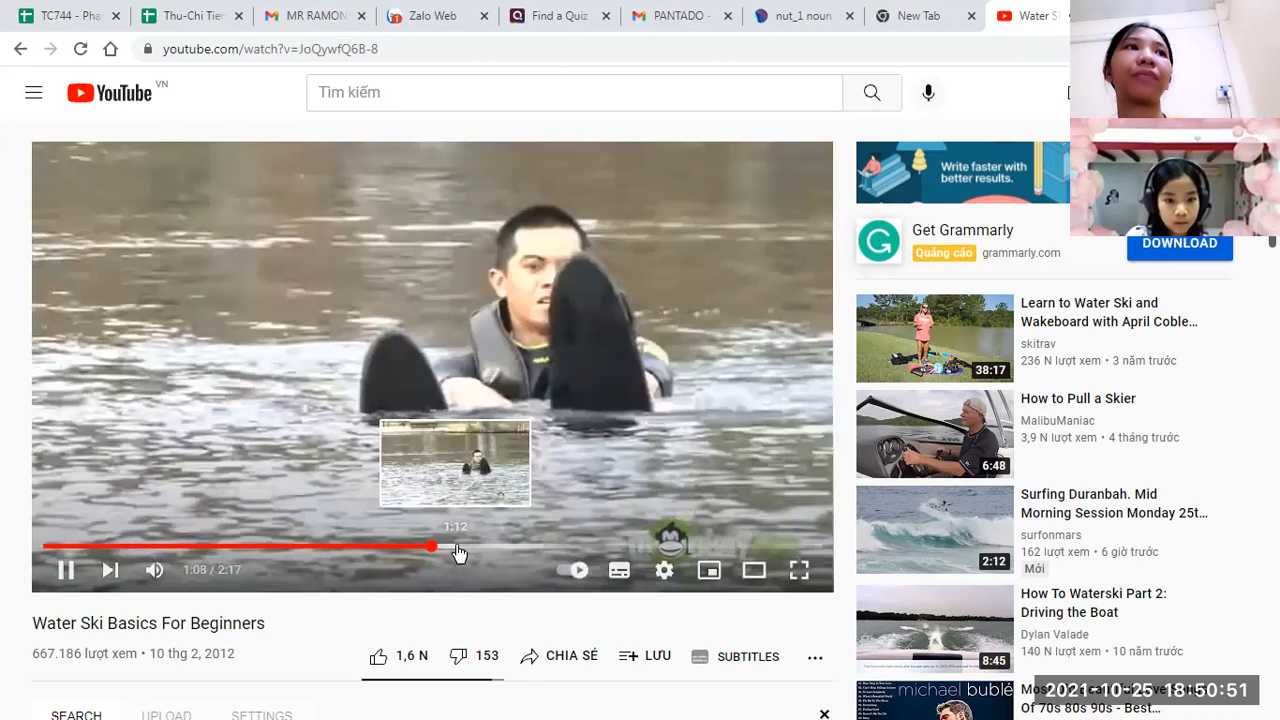 TC744 - Pha
Thu-Chi Tien
MR RAMON
Zalo Web
Find a Quiz
PANTADO -
nut_1 noun
New Tab
Water S
youtube.com/watch?v=JoQywfQ6B-8
YouTube VN
Tìm kiếm
Write faster with
better results.
Get Grammarly
Quảng cáo grammarly.com
DOWNLOAD
Learn to Water Ski and
Wakeboard with April Coble...
skitrav
236 N lượt xem • 3 năm trước
38:17
How to Pull a Skier
MalibuManiac
3,9 N lượt xem • 4 tháng trước
6:48
Surfing Duranbah. Mid
Morning Session Monday 25t...
surfonmars
162 lượt xem • 6 giờ trước
Mới
2:12
How To Waterski Part 2:
Driving the Boat
Dylan Valade
140 N lượt xem • 10 năm trước
8:45
michael bublé
Of 70s 80s 90s - Best...
2021-10-25 18:50:51
1:12
1:08 / 2:17
Water Ski Basics For Beginners
667.186 lượt xem • 2012
1,6 N
153
CHIA SẺ
LƯU
SUBTITLES
SETTINGS